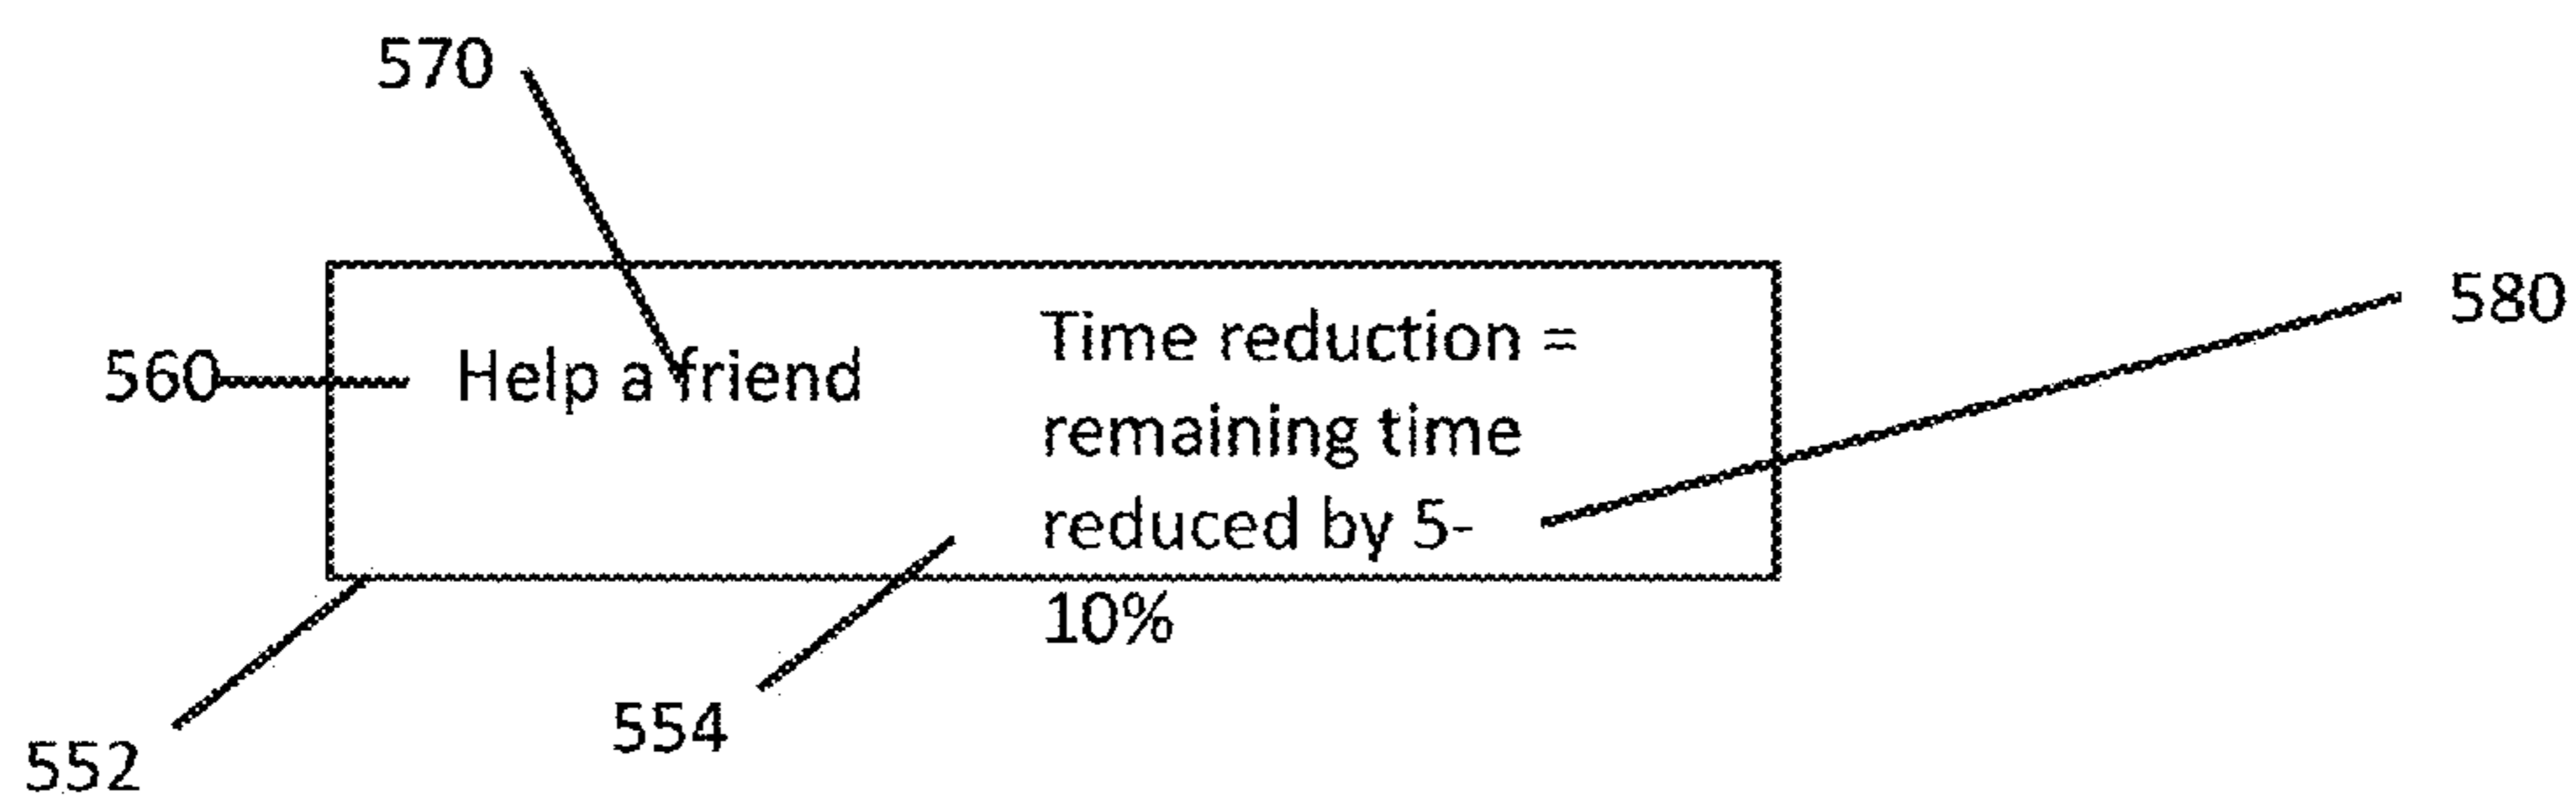 570
580
560
Help a friend
Time reduction =
remaining time
reduced by 5-
10%
554
552